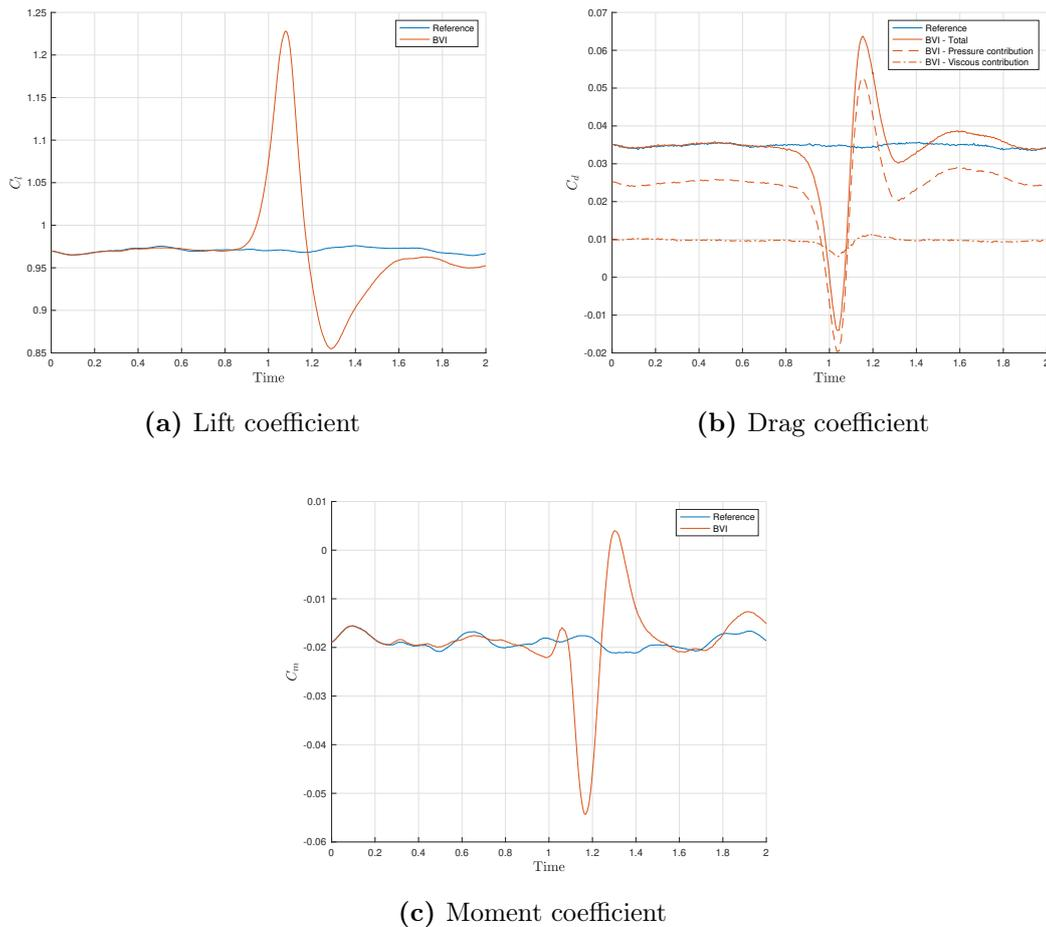 1.25
1.2
1.15
1.1
1.05
1
0.95
0.9
0.85
C_l
0 0.2 0.4 0.6 0.8 1 1.2 1.4 1.6 1.8 2
Time
Reference
BVI
(a) Lift coefficient
0.07
0.06
0.05
0.04
0.03
0.02
0.01
0
-0.01
-0.02
C_d
0 0.2 0.4 0.6 0.8 1 1.2 1.4 1.6 1.8 2
Time
Reference
BVI - Total
BVI - Pressure contribution
BVI - Viscous contribution
(b) Drag coefficient
0.01
0
-0.01
-0.02
-0.03
-0.04
-0.05
-0.06
C_m
0 0.2 0.4 0.6 0.8 1 1.2 1.4 1.6 1.8 2
Time
Reference
BVI
(c) Moment coefficient